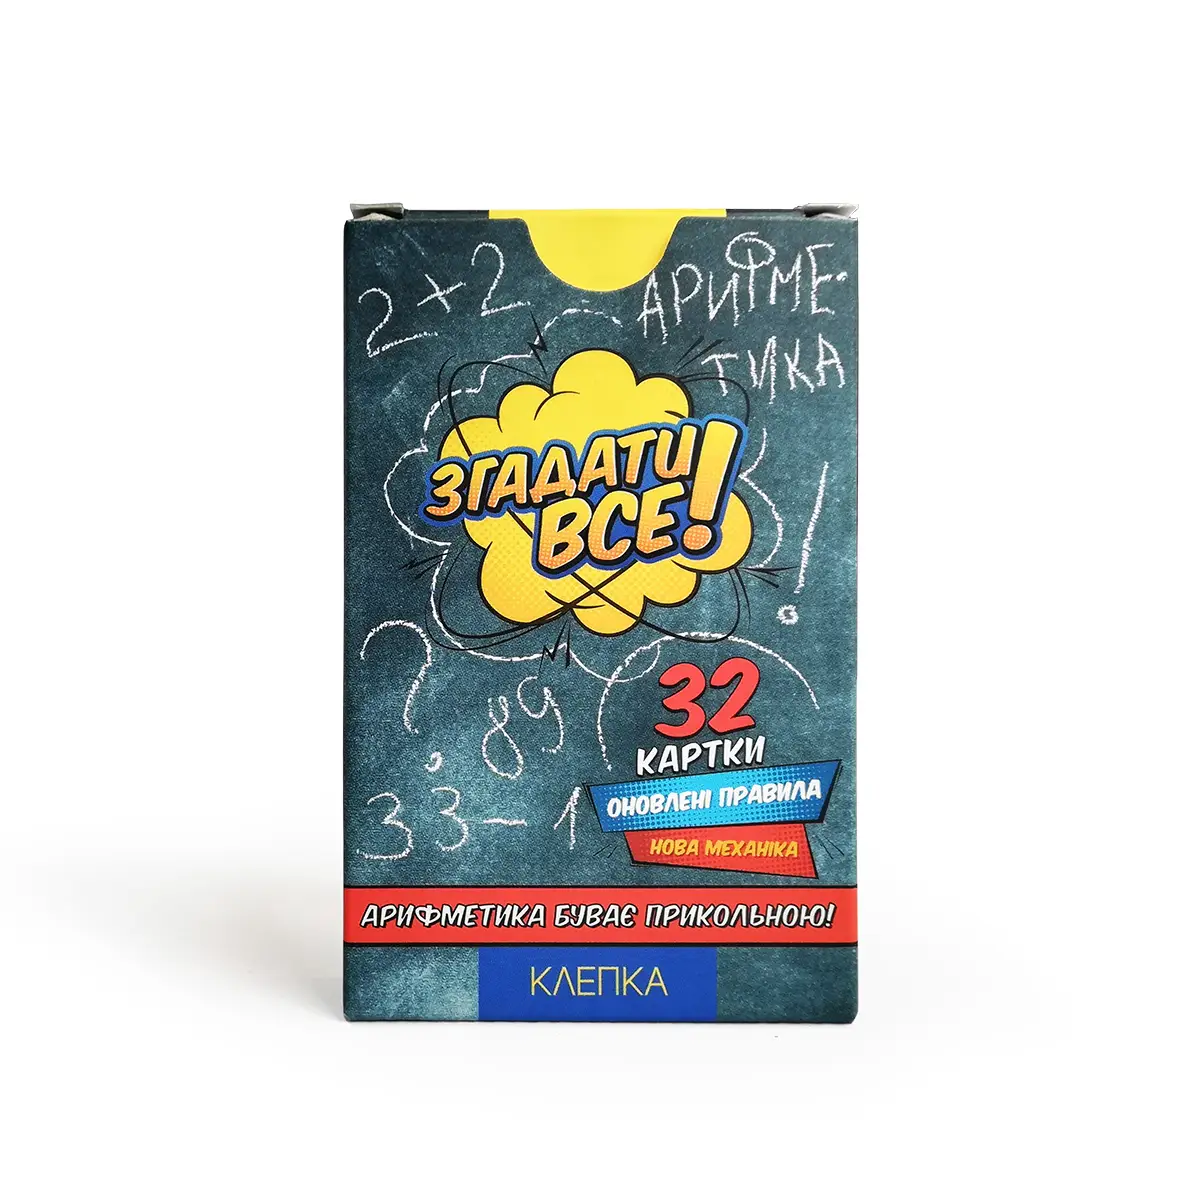 2+2
АРИФМЕ-
ТИКА
ЗГАДАТИ
ВСЕ!
!
?
89
33-1
32
КАРТКИ
ОНОВЛЕНІ ПРАВИЛА
НОВА МЕХАНІКА
АРИФМЕТИКА БУВАЄ ПРИКОЛЬНОЮ!
КЛЕПКА